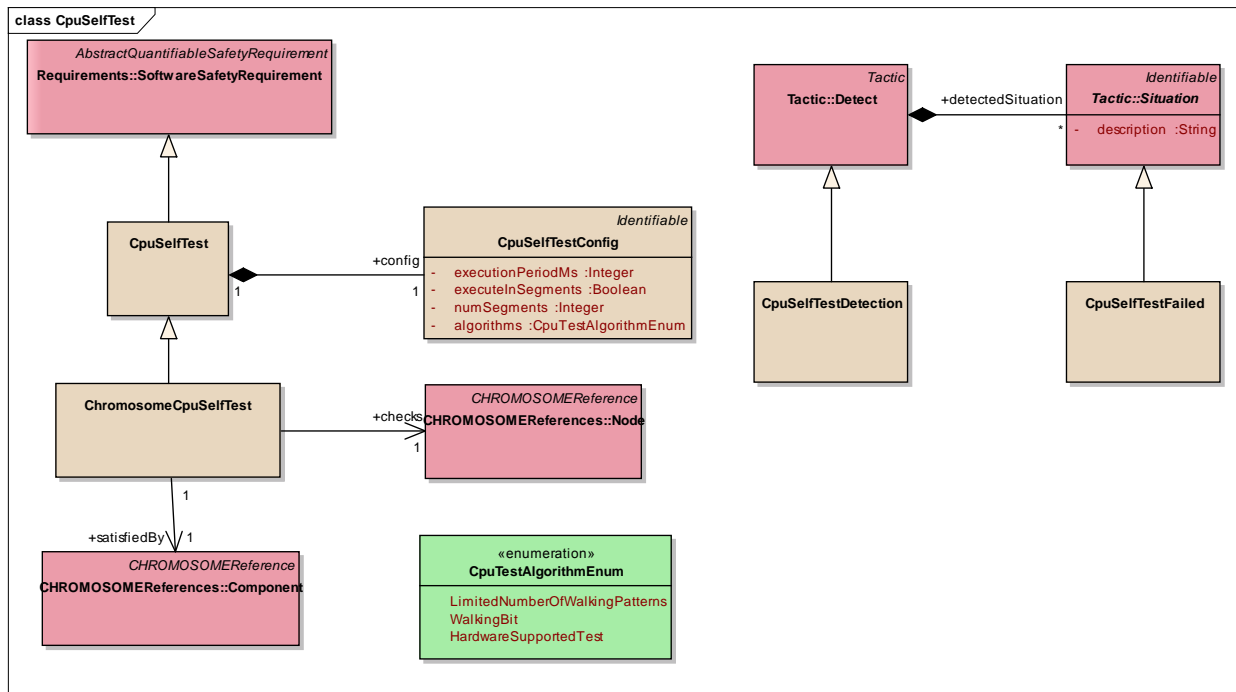 class CpuSelfTest
AbstractQuantifiableSafetyRequirement
Requirements::SoftwareSafetyRequirement
Tactic
Tactic::Detect
+detectedSituation
*
Identifiable
Tactic::Situation
- description :String
CpuSelfTest
1
+config
1
Identifiable
CpuSelfTestConfig
- executionPeriodMs :Integer
- executeInSegments :Boolean
- numSegments :Integer
- algorithms :CpuTestAlgorithmEnum
CpuSelfTestDetection
CpuSelfTestFailed
ChromosomeCpuSelfTest
+checks
1
CHROMOSOMEReference
CHROMOSOMEReferences::Node
1
+satisfiedBy
1
CHROMOSOMEReference
CHROMOSOMEReferences::Component
«enumeration»
CpuTestAlgorithmEnum
LimitedNumberOfWalkingPatterns
WalkingBit
HardwareSupportedTest